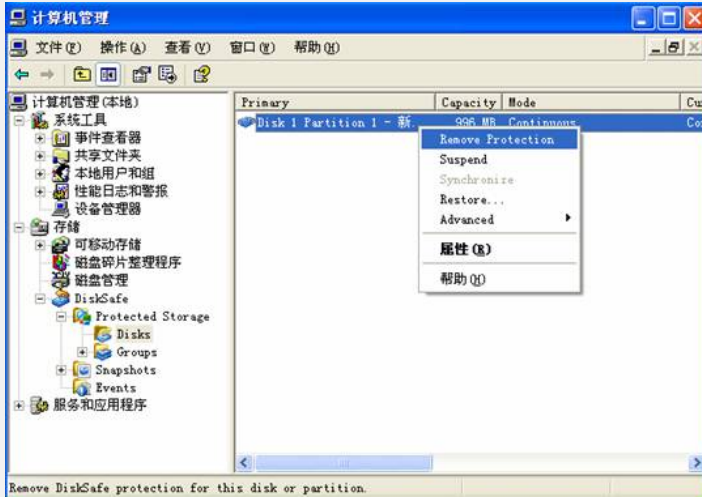 计算机管理
文件(F) 操作(A) 查看(V) 窗口(W) 帮助(H)
计算机管理(本地)
系统工具
事件查看器
共享文件夹
本地用户和组
性能日志和警报
设备管理器
存储
可移动存储
磁盘碎片整理程序
磁盘管理
DiskSafe
Protected Storage
Disks
Groups
Snapshots
Events
服务和应用程序
Primary Capacity Mode Cu
Disk 1 Partition 1 - 新.. 996 MB Continuous Co
Remove Protection
Suspend
Synchronize
Restore...
Advanced
属性(R)
帮助(H)
Remove DiskSafe protection for this disk or partition.